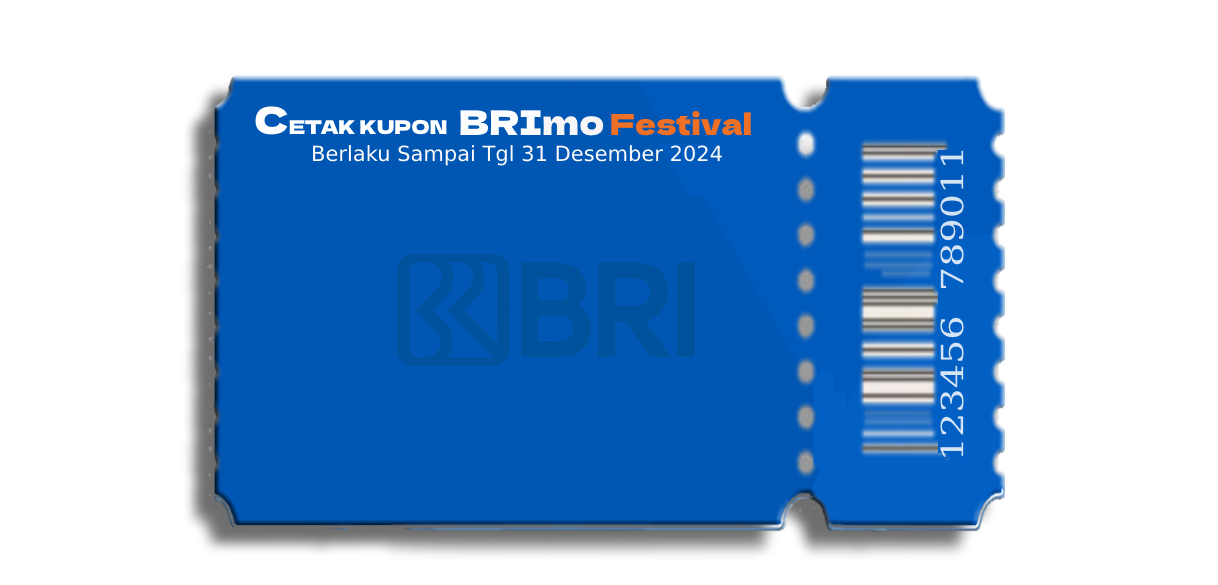 CETAK KUPON BRImo Festival
Berlaku Sampai Tgl 31 Desember 2024
BRI
123456 789011